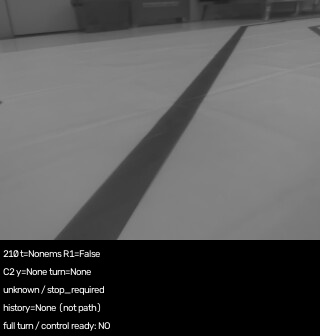 210 t=Nonems R1=False
C2 y=None turn=None
unknown / stop_required
history=None (not path)
full turn / control ready: NO